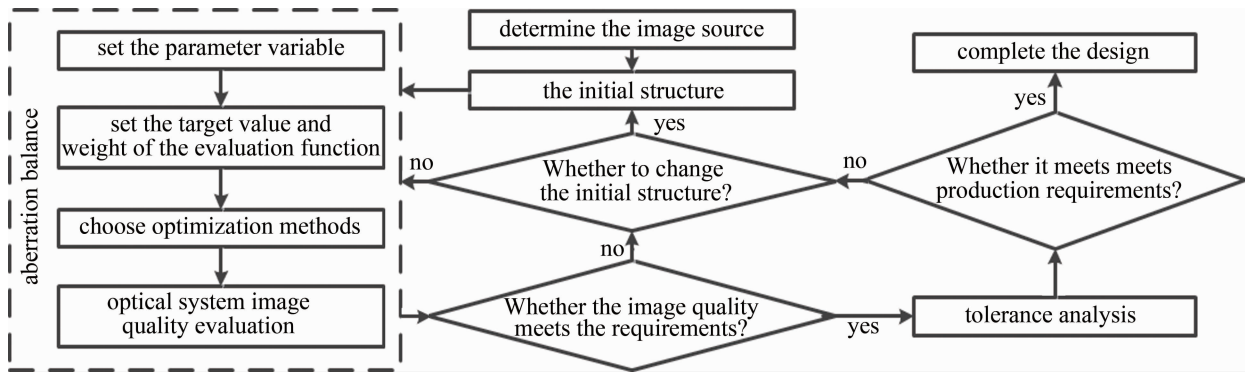 aberration balance
set the parameter variable
set the target value and
weight of the evaluation function
choose optimization methods
optical system image
quality evaluation
determine the image source
the initial structure
yes
no
Whether to change
the initial structure?
no
Whether the image quality
meets the requirements?
yes
complete the design
yes
no
Whether it meets meets
production requirements?
tolerance analysis